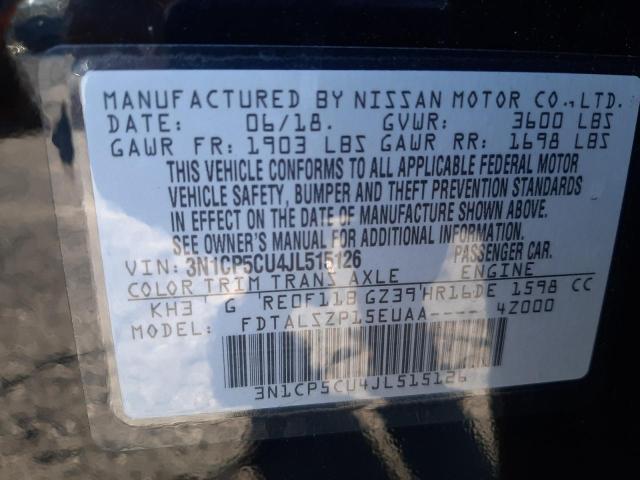 MANUFACTURED BY NISSAN MOTOR CO., LTD.
DATE: 06/18. GVWR: 3600 LBS
GAWR FR: 1903 LBS GAWR RR: 1698 LBS
THIS VEHICLE CONFORMS TO ALL APPLICABLE FEDERAL MOTOR
VEHICLE SAFETY, BUMPER AND THEFT PREVENTION STANDARDS
IN EFFECT ON THE DATE OF MANUFACTURE SHOWN ABOVE.
SEE OWNER'S MANUAL FOR ADDITIONAL INFORMATION.
VIN: 3N1CP5CU4JL515126 PASSENGER CAR.
COLOR TRIM TRANS AXLE ENGINE
KH3 G RE0F11B GZ39 HR16DE 1598 CC
MODEL: FDTALSZP15EUAA---- 4Z000
3N1CP5CU4JL515126